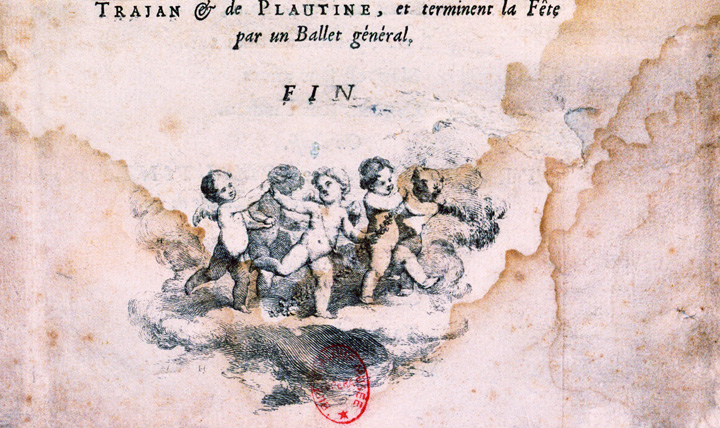 TRAJAN & de PLAUTINE, et terminent la Fête
par un Ballet général.
FIN